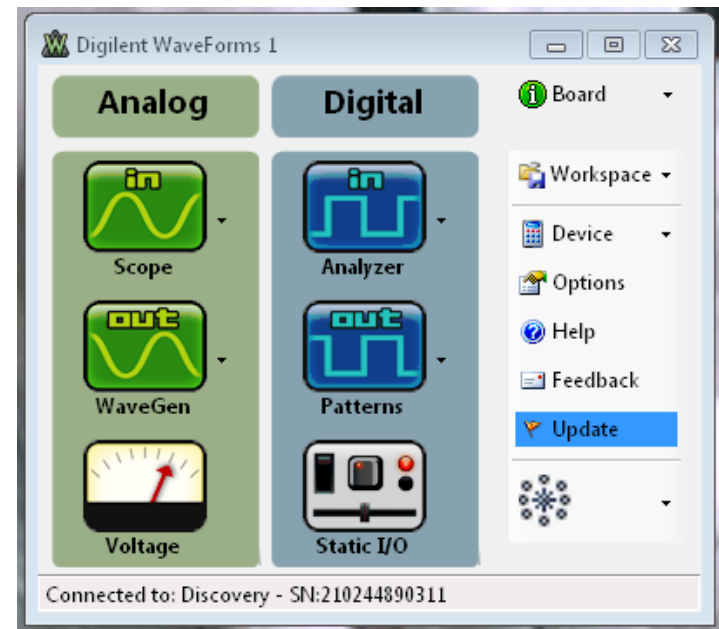 Digilent WaveForms 1
Analog
Digital
Board
in
in
Workspace
Scope
Analyzer
Device
Options
out
out
Help
WaveGen
Patterns
Feedback
Update
Voltage
Static I/O
Connected to: Discovery - SN:210244890311